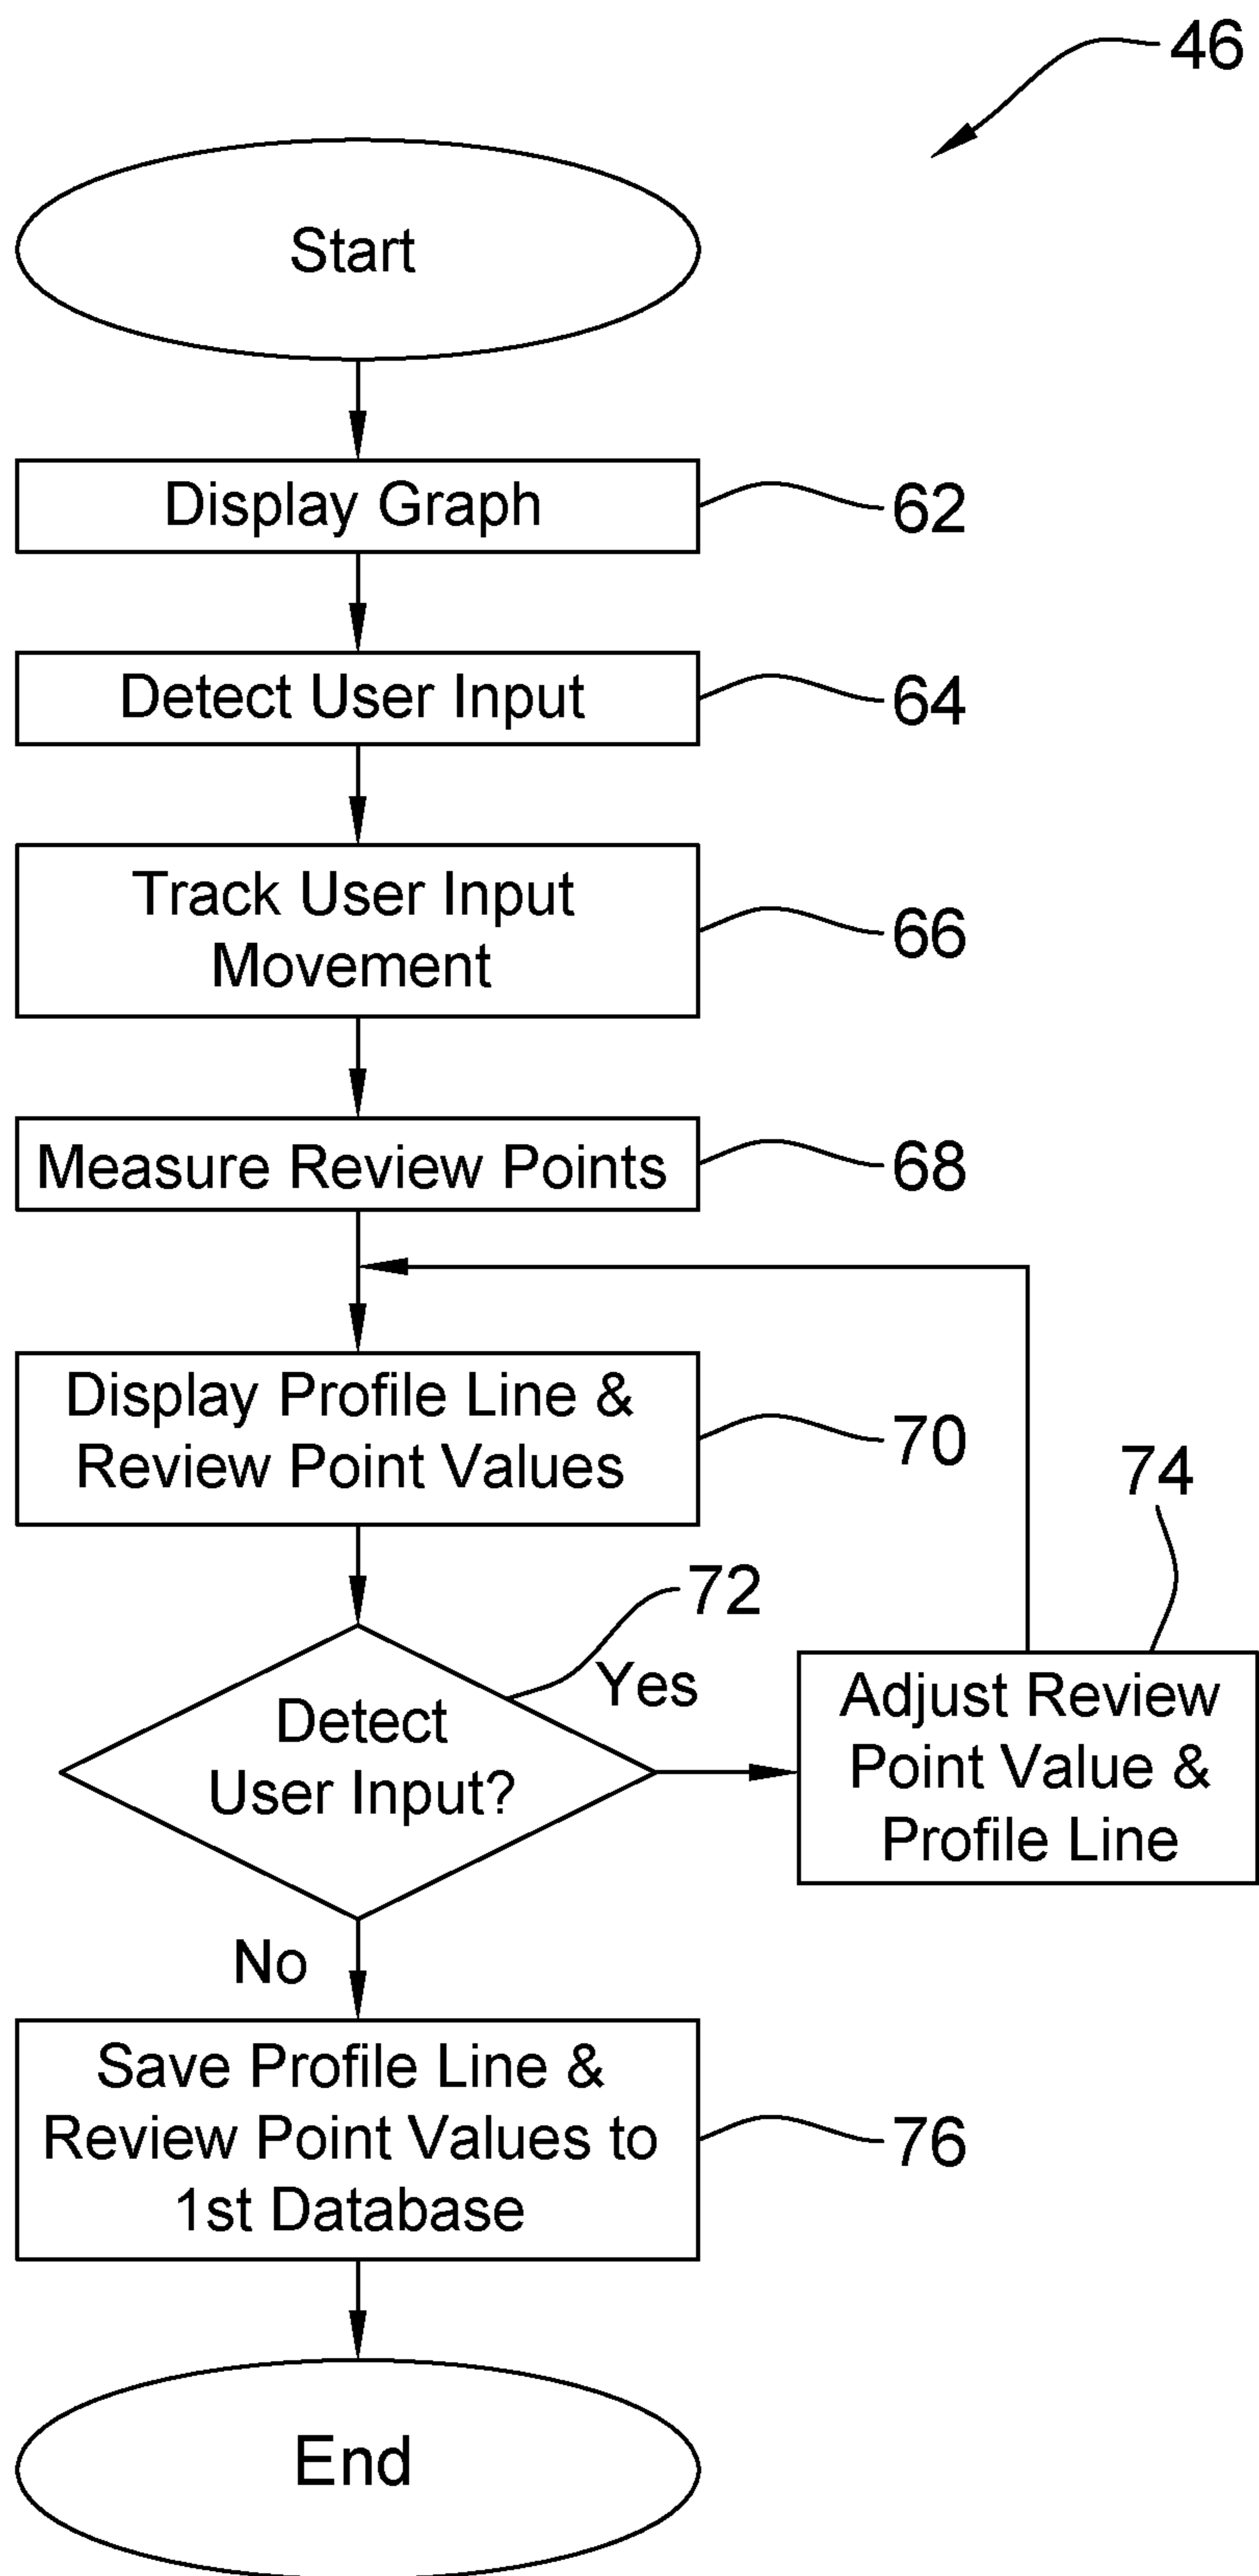 46
Start
Display Graph
62
Detect User Input
64
Track User Input
Movement
66
Measure Review Points
68
Display Profile Line &
Review Point Values
70
72
Detect
User Input?
Yes
74
Adjust Review
Point Value &
Profile Line
No
Save Profile Line &
Review Point Values to
1st Database
76
End